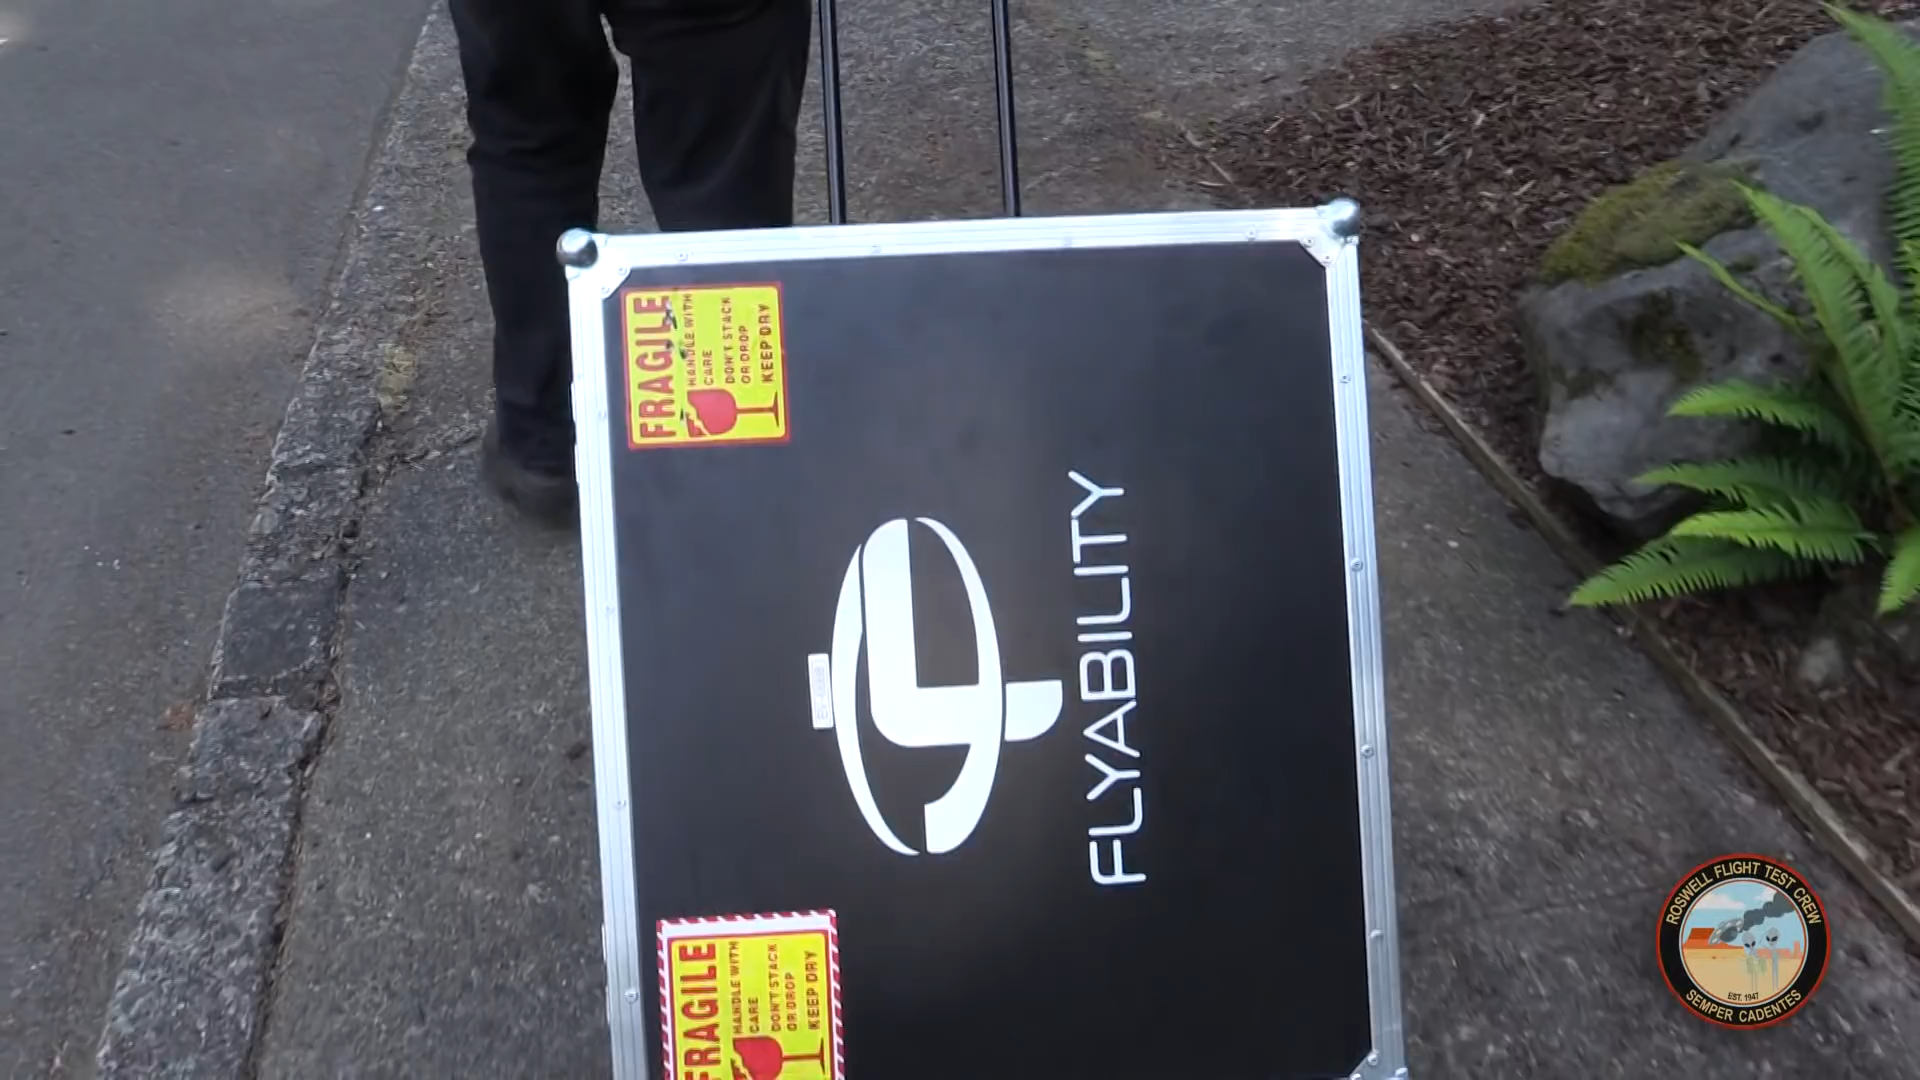 FRAGILE
HANDLE WITH
CARE
DON'T STACK
OR DROP
KEEP DRY
FLYABILITY
FRAGILE
HANDLE WITH
CARE
DON'T STACK
OR DROP
KEEP DRY
ROSWELL FLIGHT TEST CREW
EST. 1947
SEMPER CADENTES